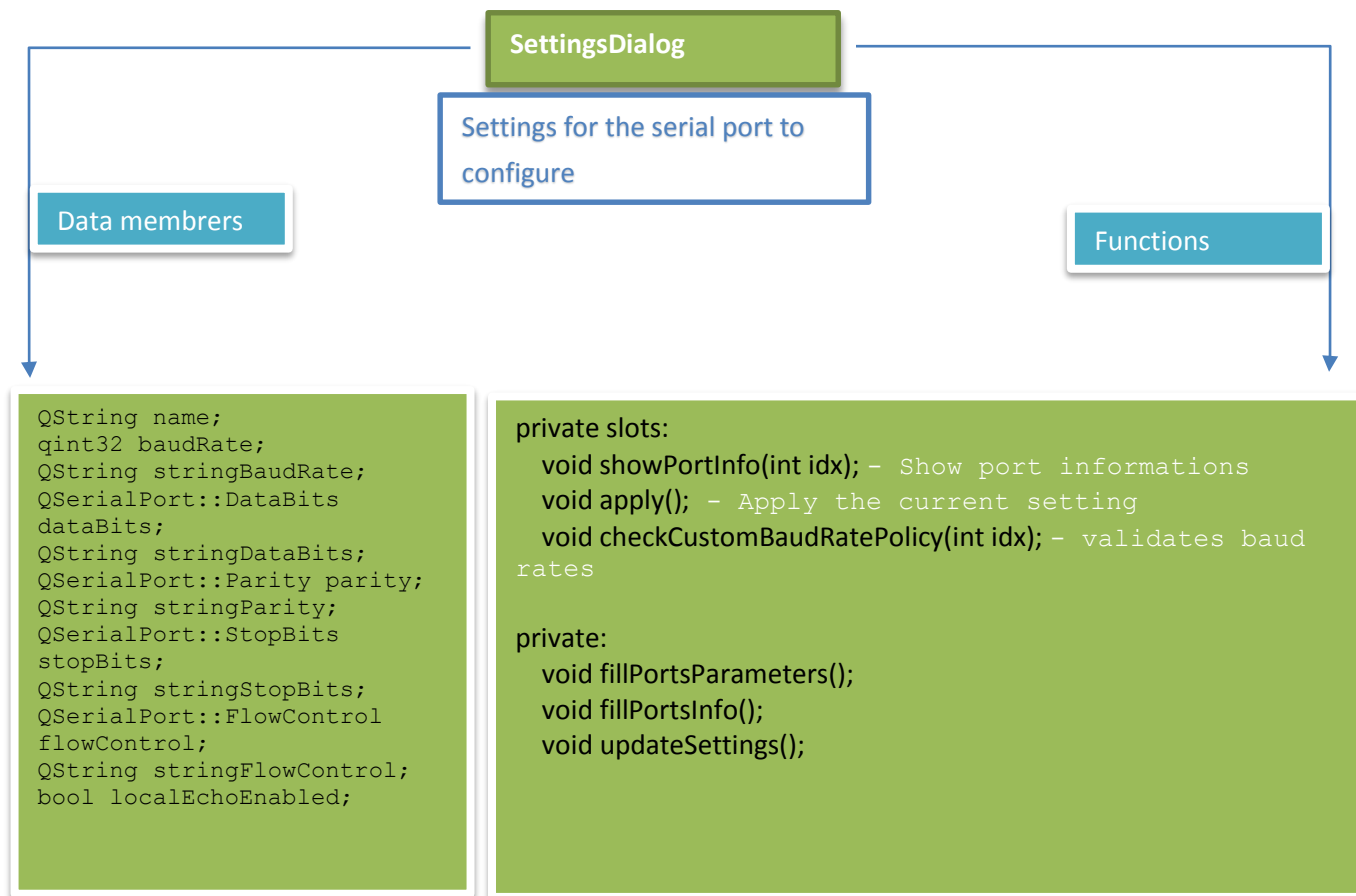 SettingsDialog
Settings for the serial port to
configure
Data membrers
Functions
QString name;
qint32 baudRate;
QString stringBaudRate;
QSerialPort::DataBits
dataBits;
QString stringDataBits;
QSerialPort::Parity parity;
QString stringParity;
QSerialPort::StopBits
stopBits;
QString stringStopBits;
QSerialPort::FlowControl
flowControl;
QString stringFlowControl;
bool localEchoEnabled;
private slots:
void showPortInfo(int idx); – Show port informations
void apply(); – Apply the current setting
void checkCustomBaudRatePolicy(int idx); – validates baud
rates
private:
void fillPortsParameters();
void fillPortsInfo();
void updateSettings();